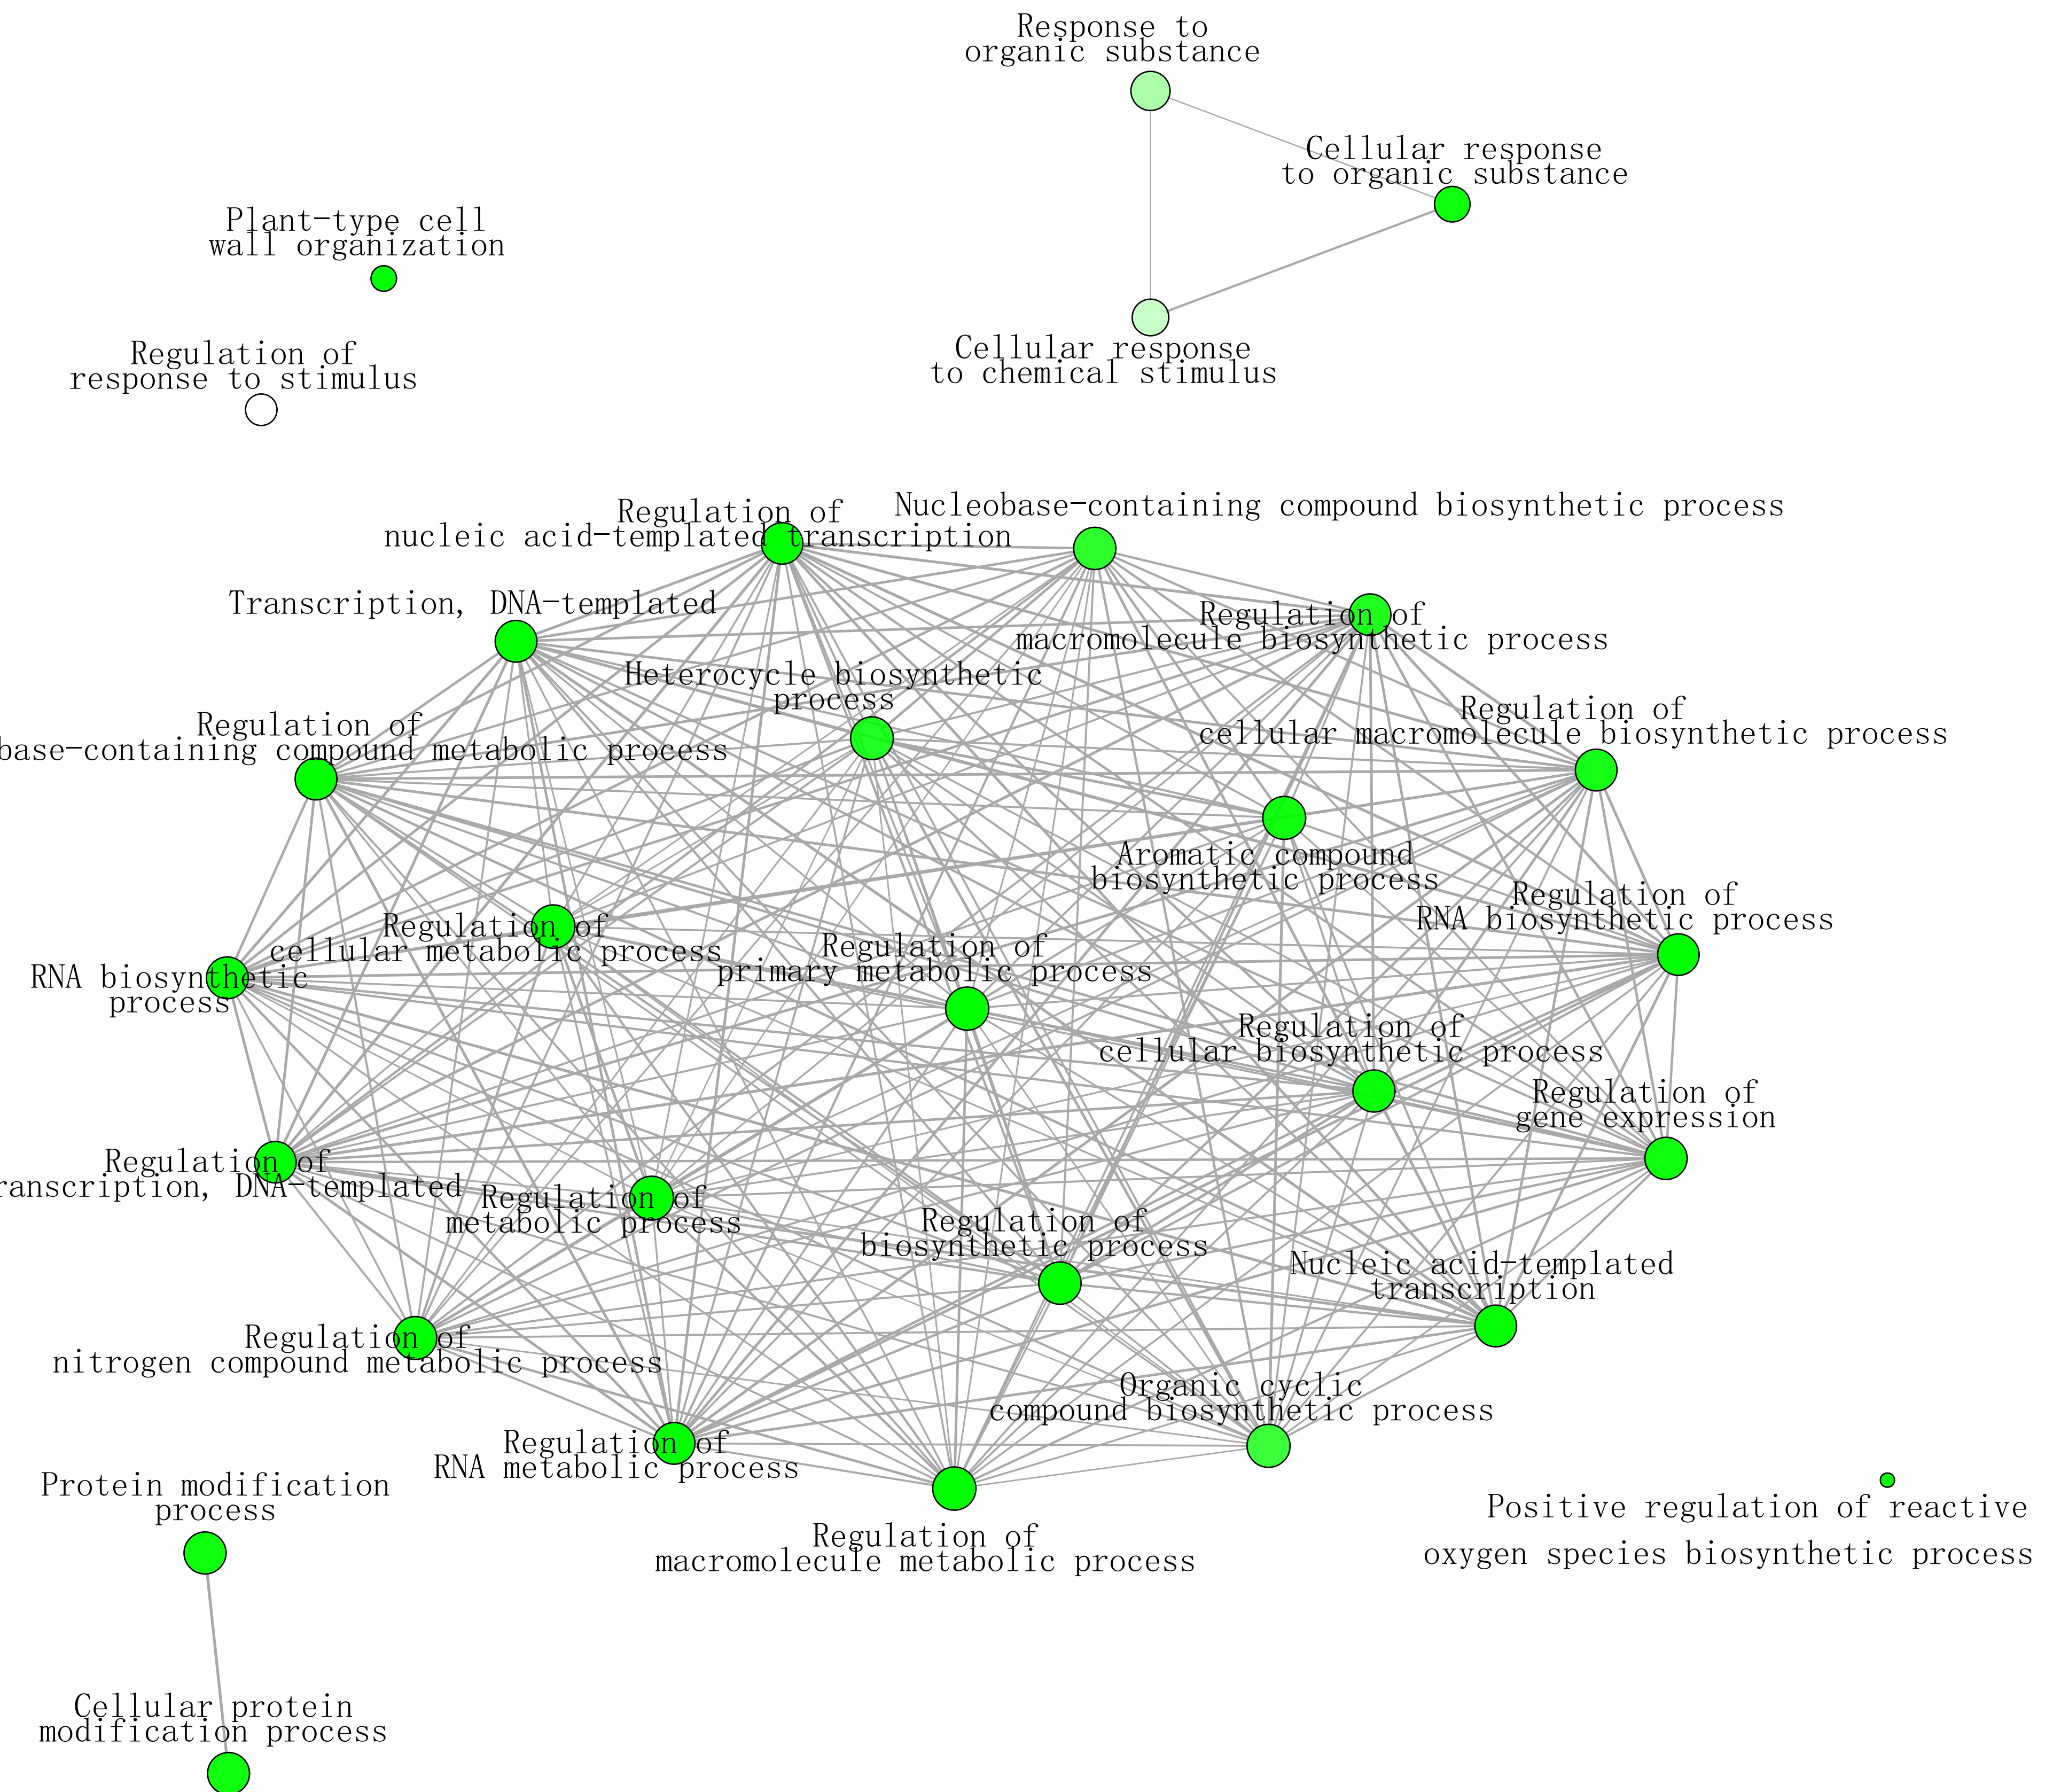 Response to
organic substance
Cellular response
to organic substance
Plant-type cell
wall organization
Regulation of
response to stimulus
Cellular response
to chemical stimulus
Regulation of
nucleic acid-templated transcription
Nucleobase-containing compound biosynthetic process
Transcription, DNA-templated
Regulation of
macromolecule biosynthetic process
Heterocycle biosynthetic
process
Regulation of
base-containing compound metabolic process
Regulation of
cellular macromolecule biosynthetic process
Aromatic compound
biosynthetic process
Regulation of
RNA biosynthetic process
Regulation of
cellular metabolic process
Regulation of
primary metabolic process
RNA biosynthetic
process
Regulation of
cellular biosynthetic process
Regulation of
gene expression
Regulation of
ranscription, DNA-templated
Regulation of
metabolic process
Regulation of
biosynthetic process
Nucleic acid-templated
transcription
Regulation of
nitrogen compound metabolic process
Organic cyclic
compound biosynthetic process
Regulation of
RNA metabolic process
Protein modification
process
Positive regulation of reactive
oxygen species biosynthetic process
Regulation of
macromolecule metabolic process
Cellular protein
modification process